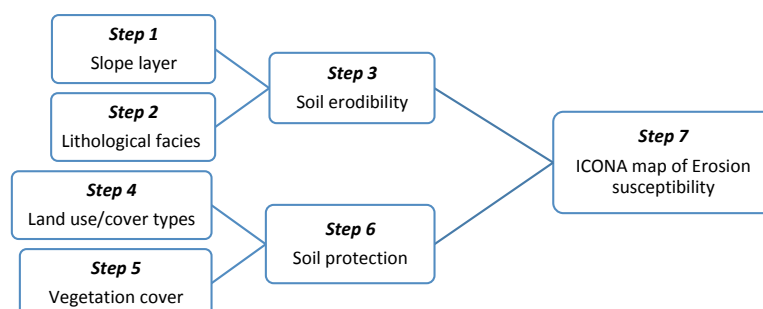 Step 1
Slope layer
Step 2
Lithological facies
Step 3
Soil erodibility
Step 4
Land use/cover types
Step 5
Vegetation cover
Step 6
Soil protection
Step 7
ICONA map of Erosion
susceptibility